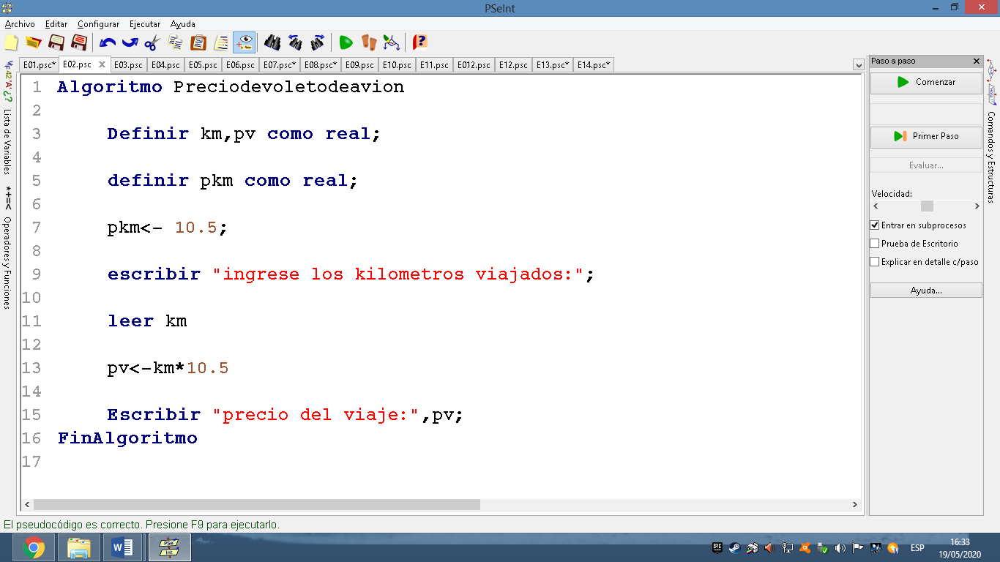 PSeInt
Archivo Editar Configurar Ejecutar Ayuda
E01.psc* E02.psc E03.psc E04.psc E05.psc E06.psc E07.psc* E08.psc* E09.psc E10.psc E11.psc E012.psc E12.psc E13.psc* E14.psc*
1 Algoritmo Preciodevoletodeavion
2
3 Definir km,pv como real;
4
5 definir pkm como real;
6
7 pkm<- 10.5;
8
9 escribir "ingrese los kilometros viajados:";
10
11 leer km
12
13 pv<-km*10.5
14
15 Escribir "precio del viaje:",pv;
16 FinAlgoritmo
17
Lista de Variables
*+=< Operadores y Funciones
Paso a paso
Comenzar
Primer Paso
Evaluar...
Velocidad:
Entrar en subprocesos
Prueba de Escritorio
Explicar en detalle c/paso
Ayuda...
Comandos y Estructuras
El pseudocódigo es correcto. Presione F9 para ejecutarlo.
PSe
Int
ESP
16:33
19/05/2020